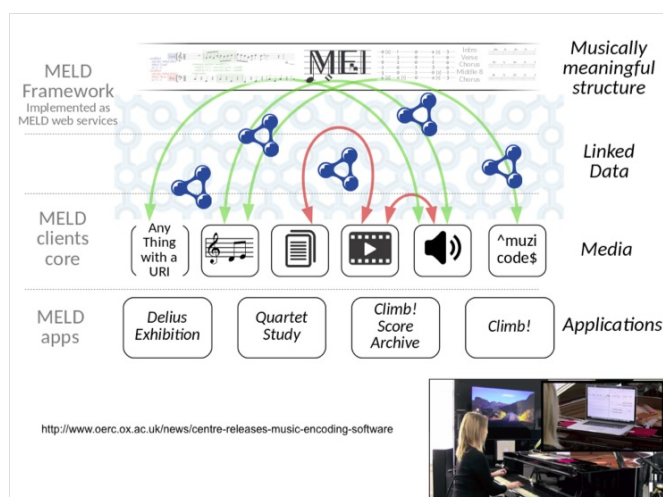 MEI
Intro
Verse
Chorus
Middle 8
Chorus
Musically
meaningful
structure
MELD
Framework
Implemented as
MELD web services
Linked
Data
MELD
clients
core
Any
Thing
with a
URI
^muzi
code$
Media
MELD
apps
Delius
Exhibition
Quartet
Study
Climb!
Score
Archive
Climb!
Applications
http://www.oerc.ox.ac.uk/news/centre-releases-music-encoding-software